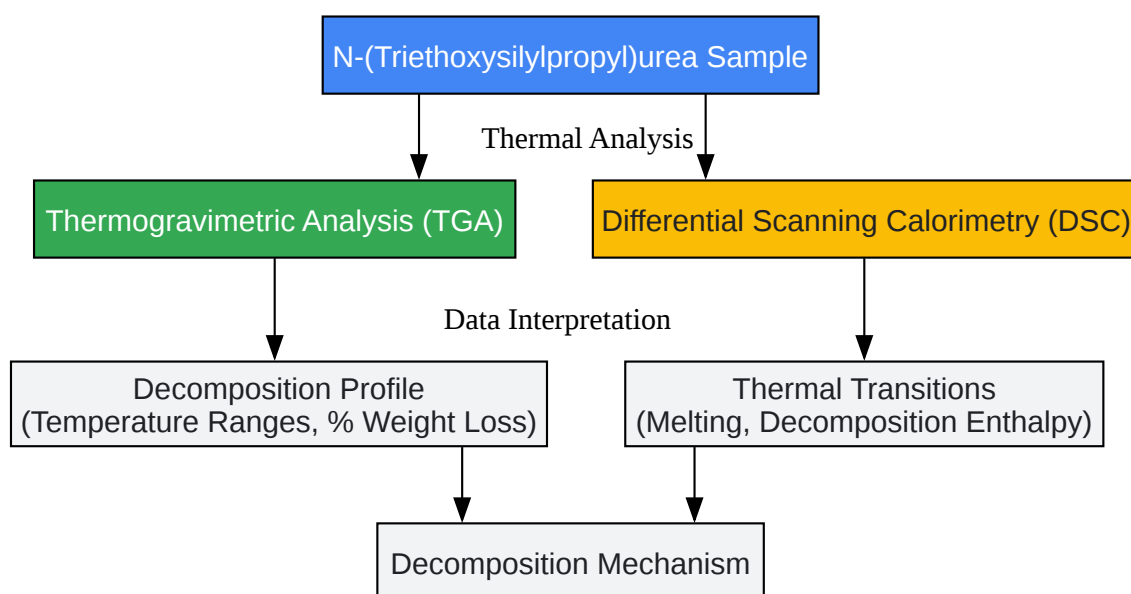 N-(Triethoxysilylpropyl)urea Sample
Thermal Analysis
Thermogravimetric Analysis (TGA)
Differential Scanning Calorimetry (DSC)
Data Interpretation
Decomposition Profile
(Temperature Ranges, % Weight Loss)
Thermal Transitions
(Melting, Decomposition Enthalpy)
Decomposition Mechanism